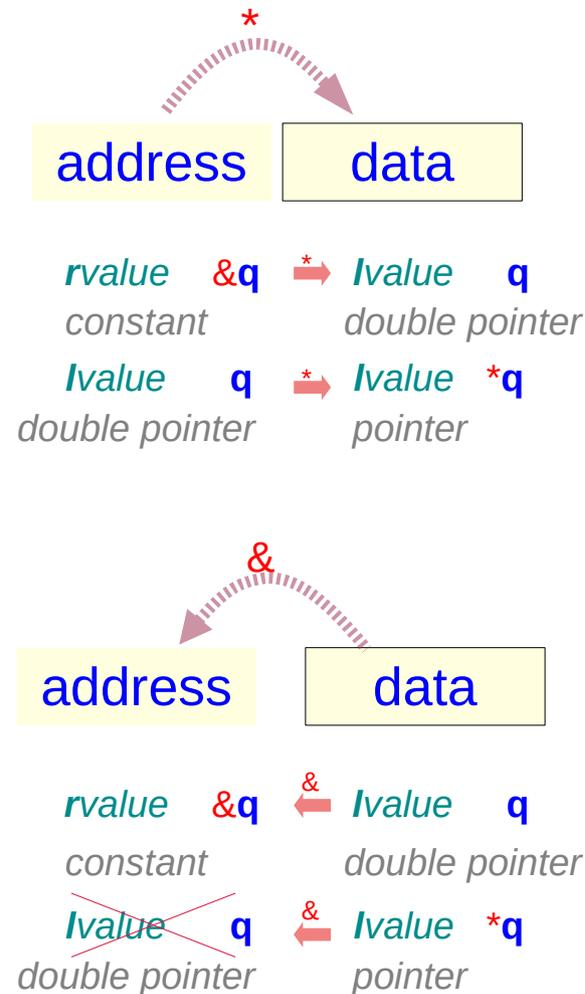 *
address data
rvalue &q * lvalue q
constant double pointer
lvalue q * lvalue *q
double pointer pointer
&
address data
rvalue &q & lvalue q
constant double pointer
lvalue q & lvalue *q
double pointer pointer